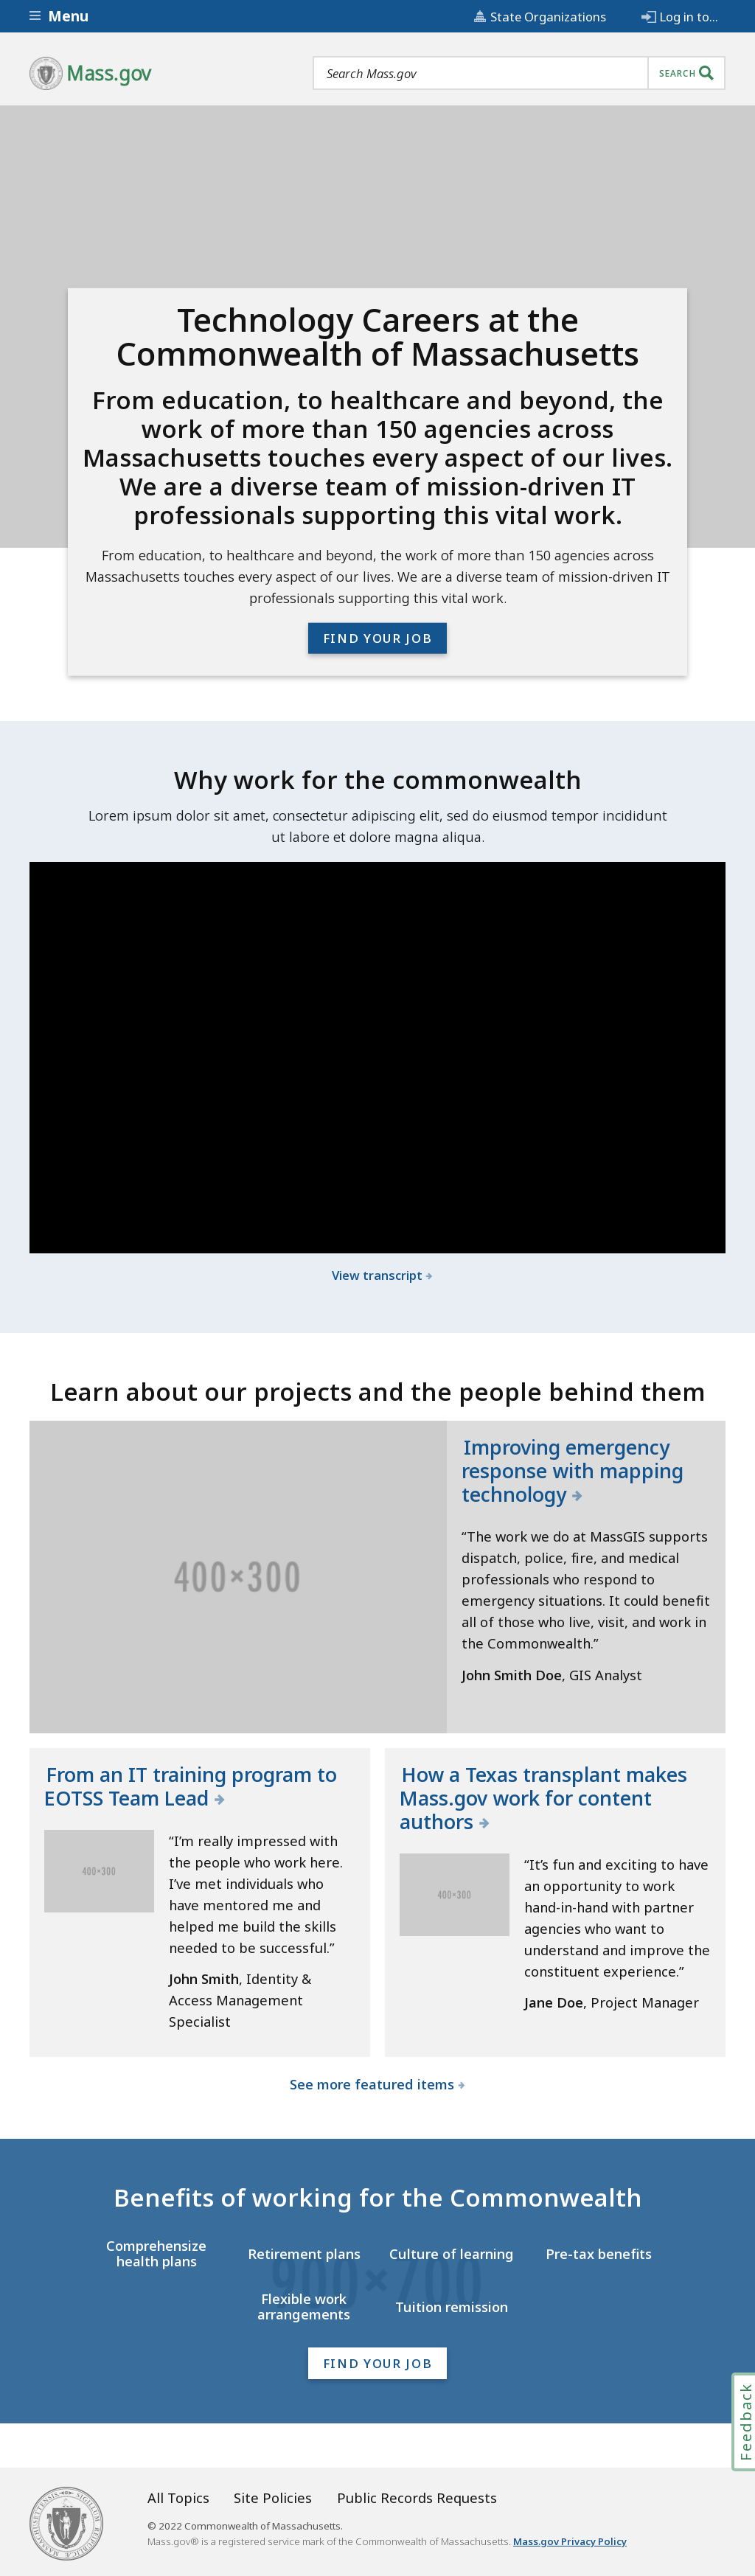 Menu
State Organizations
Log in to...
Mass.gov
Search Mass.gov
SEARCH
Technology Careers at the
Commonwealth of Massachusetts
From education, to healthcare and beyond, the
work of more than 150 agencies across
Massachusetts touches every aspect of our lives.
We are a diverse team of mission-driven IT
professionals supporting this vital work.
From education, to healthcare and beyond, the work of more than 150 agencies across
Massachusetts touches every aspect of our lives. We are a diverse team of mission-driven IT
professionals supporting this vital work.
FIND YOUR JOB
Why work for the commonwealth
Lorem ipsum dolor sit amet, consectetur adipiscing elit, sed do eiusmod tempor incididunt
ut labore et dolore magna aliqua.
View transcript
Learn about our projects and the people behind them
400×300
Improving emergency
response with mapping
technology
“The work we do at MassGIS supports
dispatch, police, fire, and medical
professionals who respond to
emergency situations. It could benefit
all of those who live, visit, and work in
the Commonwealth.”
John Smith Doe, GIS Analyst
From an IT training program to
EOTSS Team Lead
400×300
“I’m really impressed with
the people who work here.
I’ve met individuals who
have mentored me and
helped me build the skills
needed to be successful.”
John Smith, Identity &
Access Management
Specialist
How a Texas transplant makes
Mass.gov work for content
authors
400×300
“It’s fun and exciting to have
an opportunity to work
hand-in-hand with partner
agencies who want to
understand and improve the
constituent experience.”
Jane Doe, Project Manager
See more featured items
Benefits of working for the Commonwealth
900×700
Comprehensize
health plans
Retirement plans
Culture of learning
Pre-tax benefits
Flexible work
arrangements
Tuition remission
FIND YOUR JOB
Feedback
All Topics
Site Policies
Public Records Requests
© 2022 Commonwealth of Massachusetts.
Mass.gov® is a registered service mark of the Commonwealth of Massachusetts. Mass.gov Privacy Policy